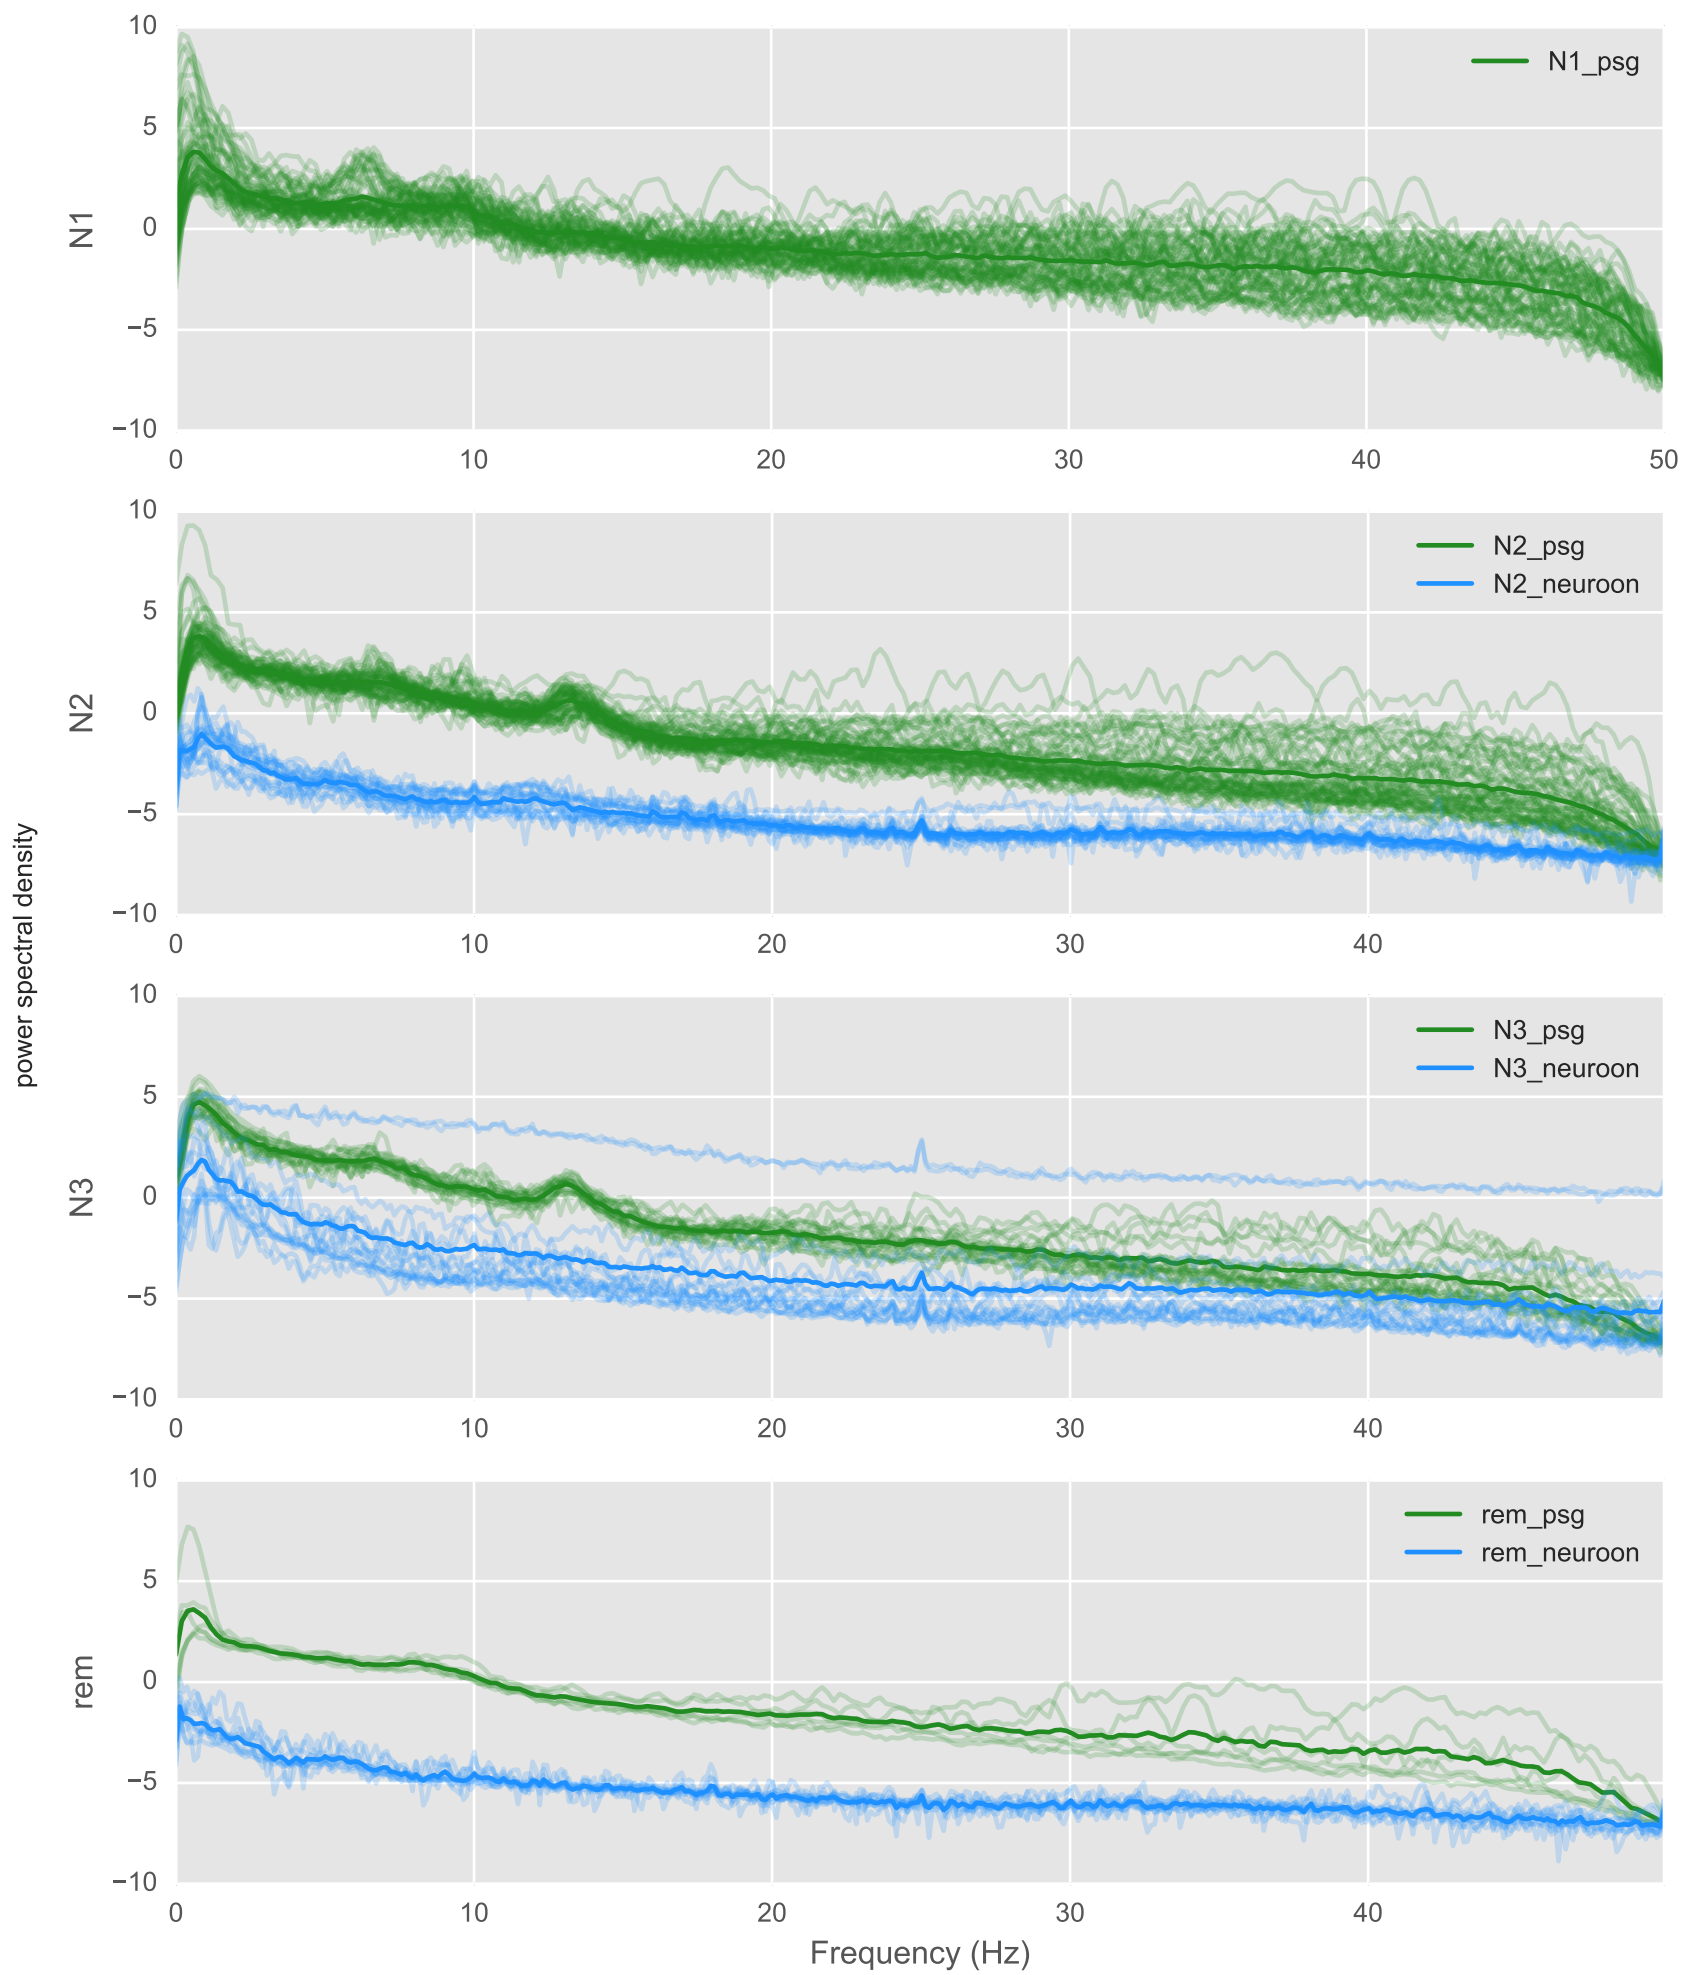 10
5
0
−5
−10
N1
N1_psg
0 10 20 30 40 50
10
5
0
−5
−10
N2
N2_psg
N2_neuroon
0 10 20 30 40
power spectral density
10
5
0
−5
−10
N3
N3_psg
N3_neuroon
0 10 20 30 40
10
5
0
−5
−10
rem
rem_psg
rem_neuroon
0 10 20 30 40
Frequency (Hz)